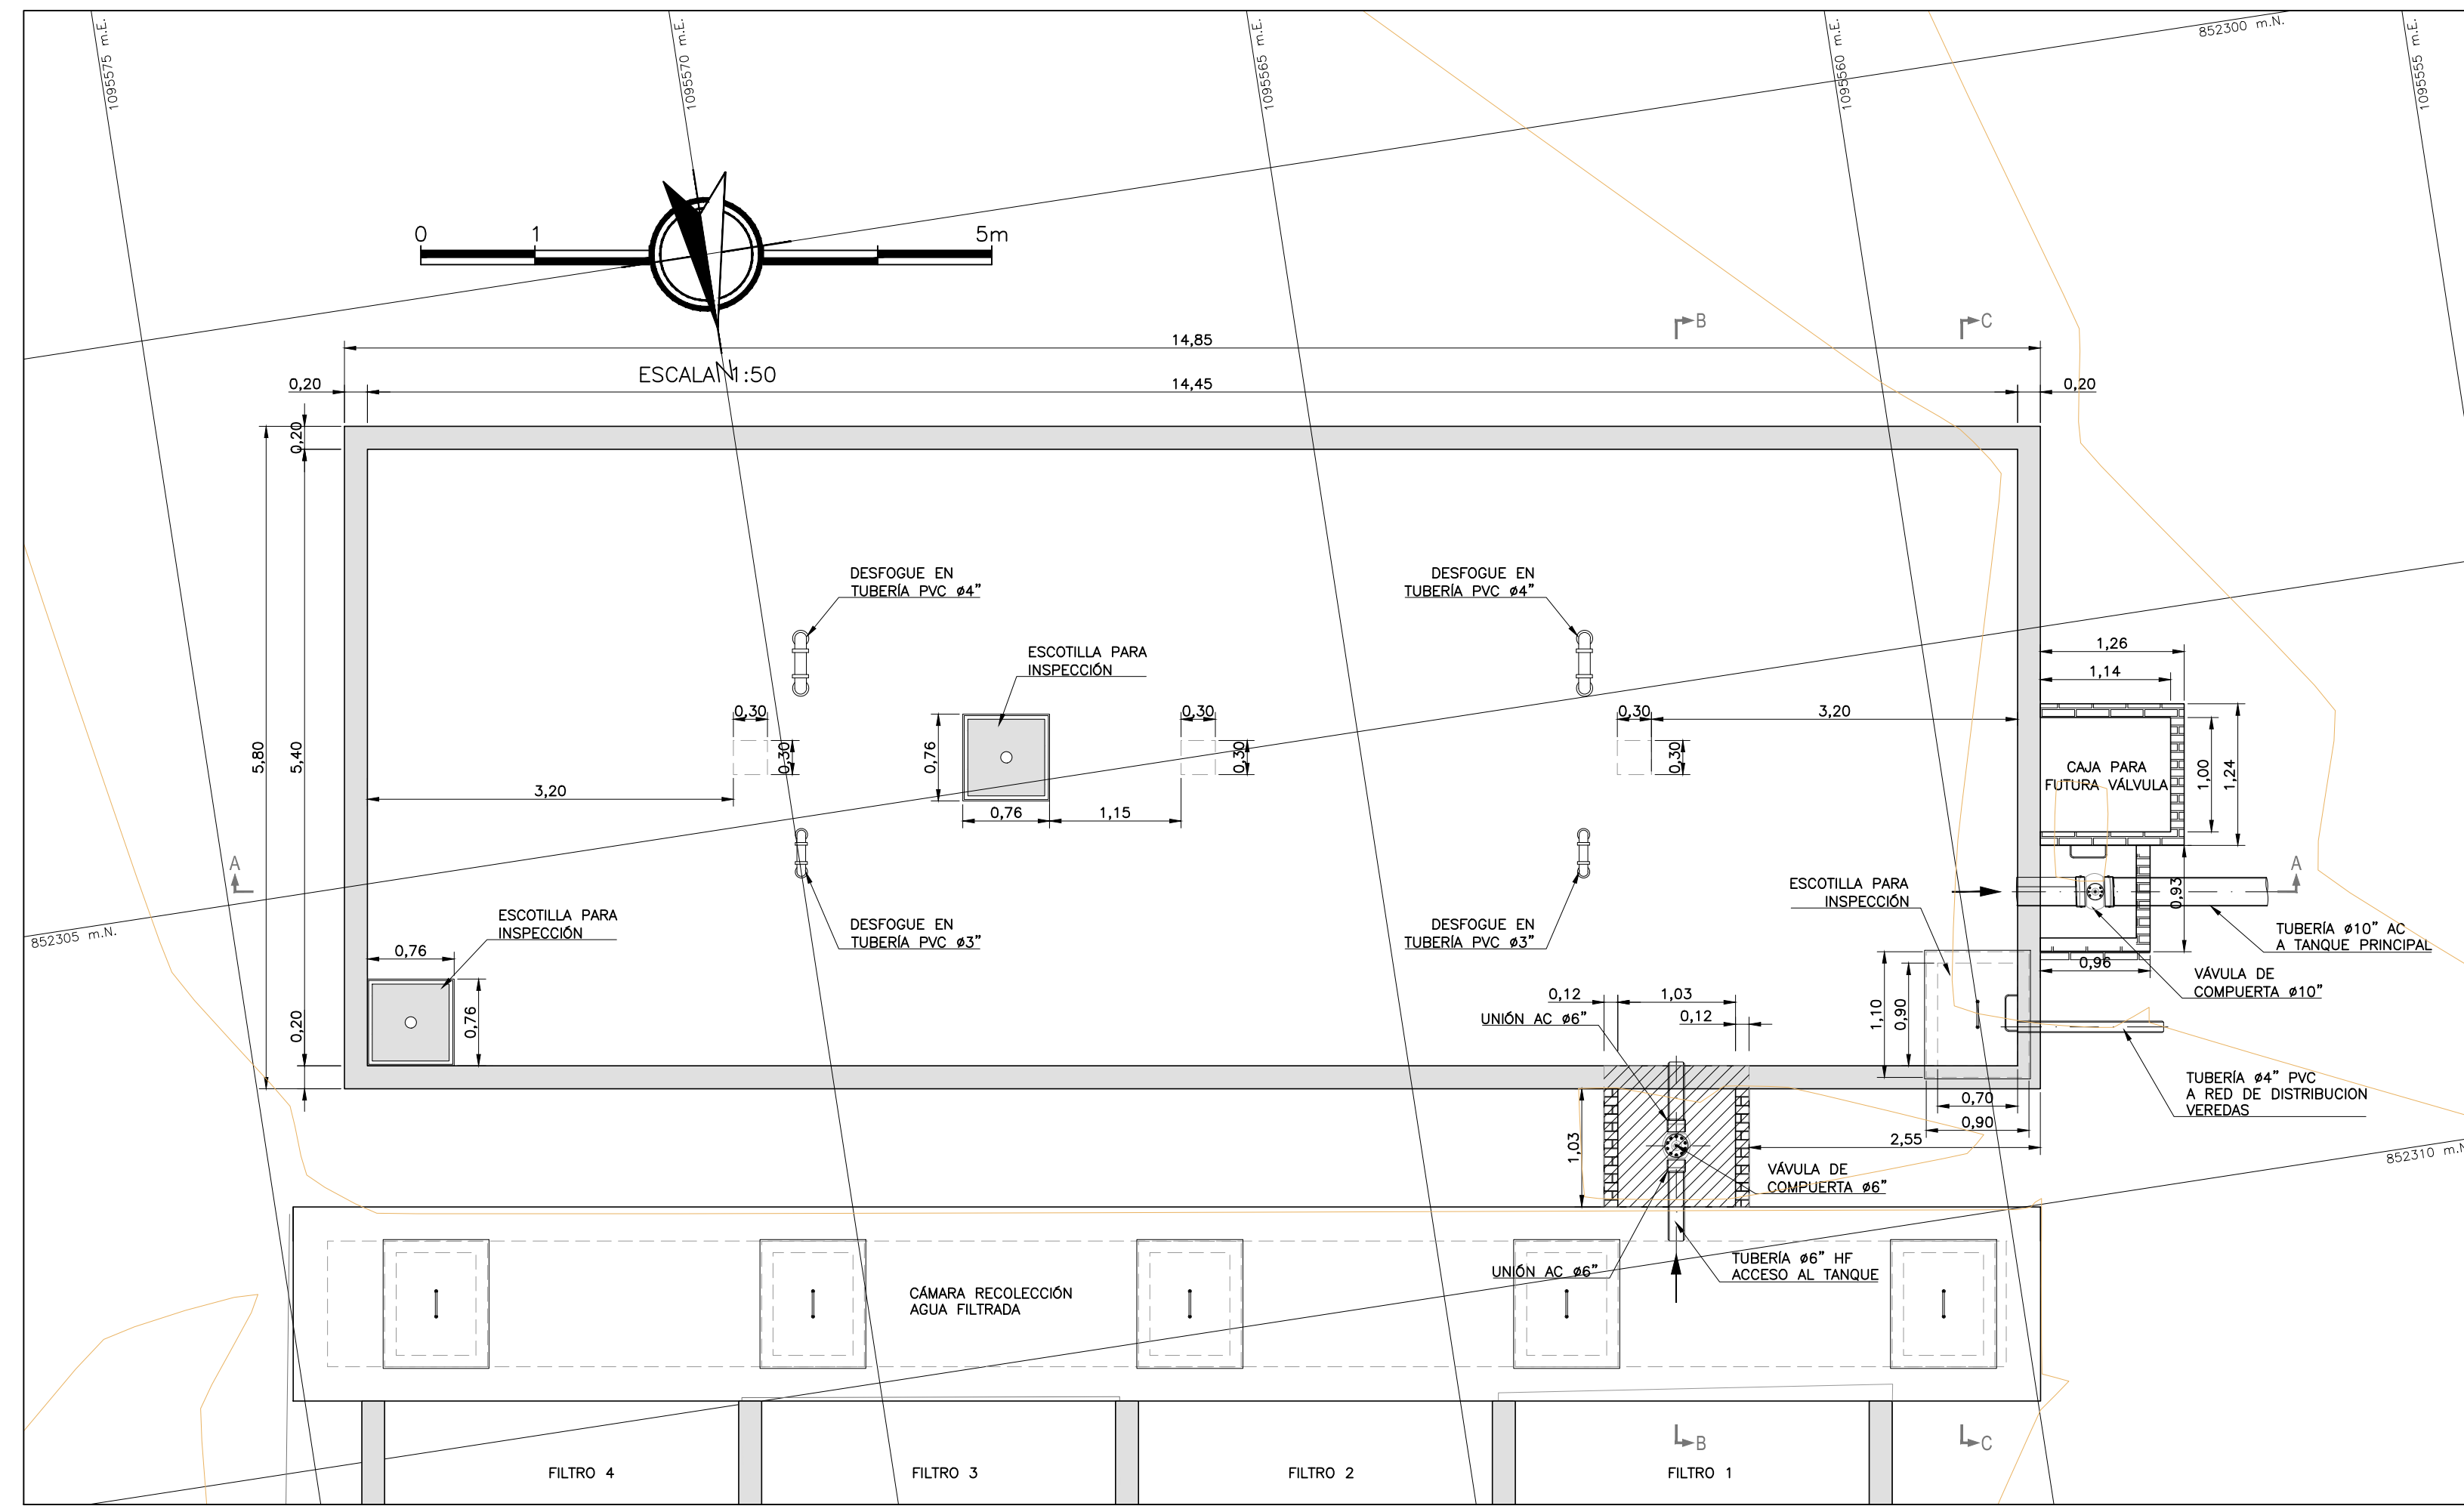 1095575 m.E.
1095570 m.E.
1095565 m.E.
1095560 m.E.
1095555 m.E.
852300 m.N.
0 1 5m
B
C
14,85
ESCALA 1:50
N
0,20
14,45
0,20
0,20
5,80
5,40
0,20
DESFOGUE EN
TUBERÍA PVC ø4”
DESFOGUE EN
TUBERÍA PVC ø4”
ESCOTILLA PARA
INSPECCIÓN
1,26
1,14
0,30
0,30
0,76
0,76
1,15
0,30
0,30
0,30
0,30
3,20
3,20
CAJA PARA
FUTURA VÁLVULA
1,00
1,24
A
A
0,93
0,96
ESCOTILLA PARA
INSPECCIÓN
DESFOGUE EN
TUBERÍA PVC ø3”
DESFOGUE EN
TUBERÍA PVC ø3”
ESCOTILLA PARA
INSPECCIÓN
0,76
0,76
852305 m.N.
TUBERÍA ø10” AC
A TANQUE PRINCIPAL
VÁVULA DE
COMPUERTA ø10”
0,12
1,03
0,12
UNIÓN AC ø6”
1,10
0,90
0,70
0,90
2,55
1,03
TUBERÍA ø4” PVC
A RED DE DISTRIBUCION
VEREDAS
VÁVULA DE
COMPUERTA ø6”
852310 m.N
UNIÓN AC ø6”
TUBERÍA ø6” HF
ACCESO AL TANQUE
CÁMARA RECOLECCIÓN
AGUA FILTRADA
B
C
FILTRO 4
FILTRO 3
FILTRO 2
FILTRO 1